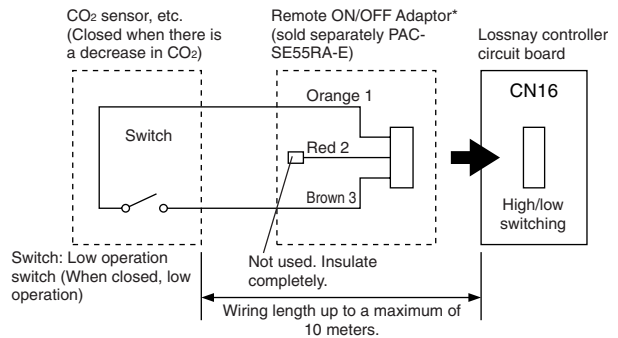 CO2 sensor, etc.
(Closed when there is
a decrease in CO2)
Remote ON/OFF Adaptor*
(sold separately PAC-
SE55RA-E)
Lossnay controller
circuit board
Orange 1
CN16
Switch
Red 2
Brown 3
High/low
switching
Switch: Low operation
switch (When closed, low
operation)
Not used. Insulate
completely.
Wiring length up to a maximum of
10 meters.